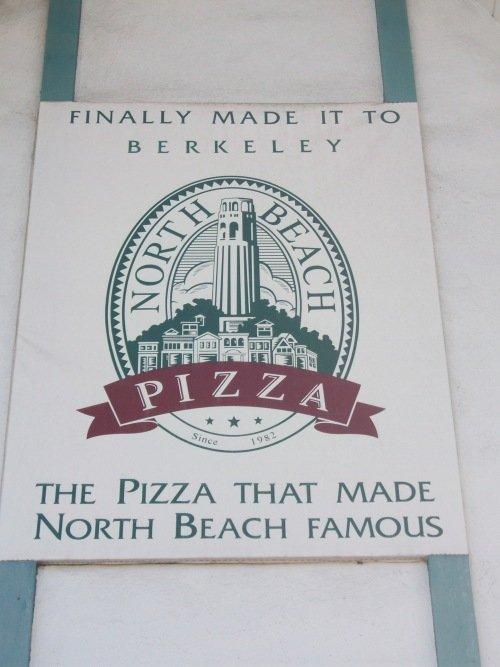 FINALLY MADE IT TO
BERKELEY
NORTH BEACH
PIZZA
Since 1982
THE PIZZA THAT MADE
NORTH BEACH FAMOUS